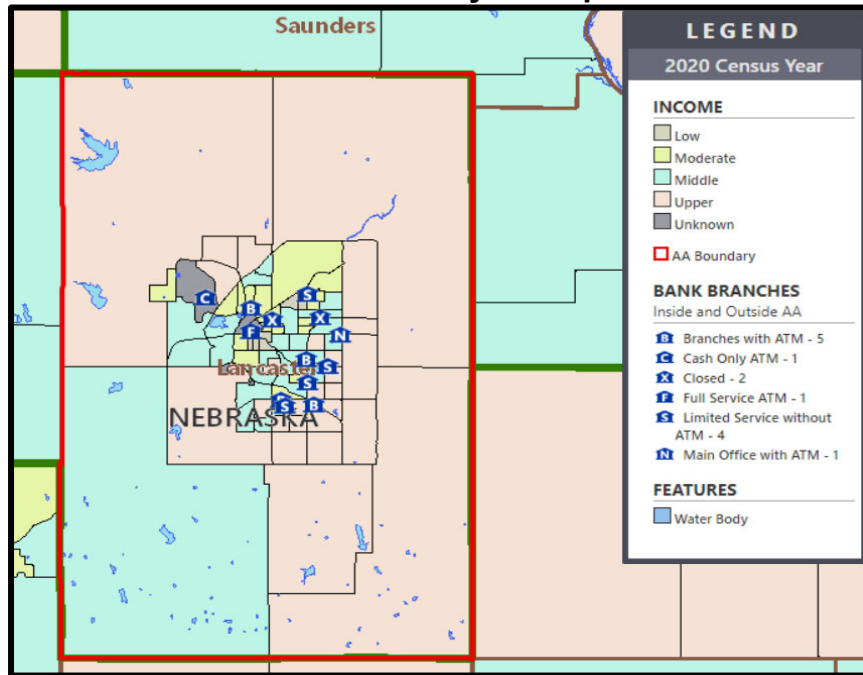 Saunders
Lancaster
NEBRASKA
C
B
S
X
X
F
N
B
S
S
S
B
LEGEND
2020 Census Year
INCOME
Low
Moderate
Middle
Upper
Unknown
AA Boundary
BANK BRANCHES
Inside and Outside AA
B Branches with ATM - 5
C Cash Only ATM - 1
X Closed - 2
F Full Service ATM - 1
S Limited Service without
ATM - 4
N Main Office with ATM - 1
FEATURES
Water Body